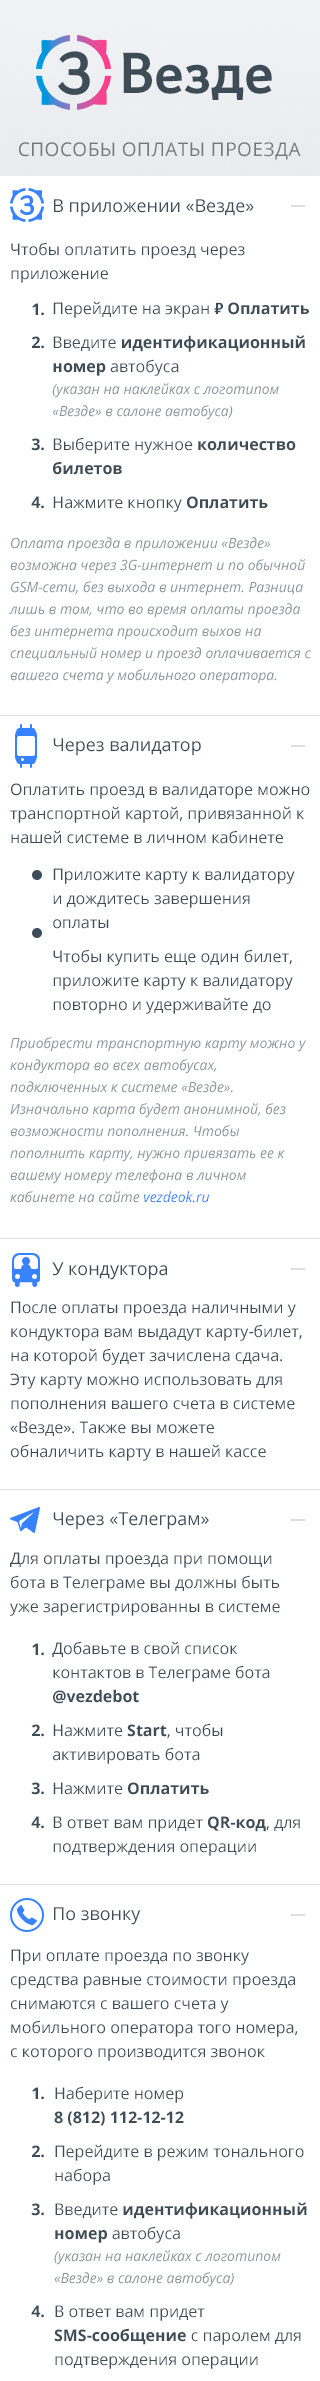 З Везде
СПОСОБЫ ОПЛАТЫ ПРОЕЗДА
З В приложении «Везде»
Чтобы оплатить проезд через
приложение
1. Перейдите на экран ₽ Оплатить
2. Введите идентификационный
номер автобуса
(указан на наклейках с логотипом
«Везде» в салоне автобуса)
3. Выберите нужное количество
билетов
4. Нажмите кнопку Оплатить
Оплата проезда в приложении «Везде»
возможна через 3G-интернет и по обычной
GSM-сети, без выхода в интернет. Разница
лишь в том, что во время оплаты проезда
без интернета происходит выхов на
специальный номер и проезд оплачивается с
вашего счета у мобильного оператора.
Через валидатор
Оплатить проезд в валидаторе можно
транспортной картой, привязанной к
нашей системе в личном кабинете
● Приложите карту к валидатору
и дождитесь завершения
оплаты
● Чтобы купить еще один билет,
приложите карту к валидатору
повторно и удерживайте до
Приобрести транспортную карту можно у
кондуктора во всех автобусах,
подключенных к системе «Везде».
Изначально карта будет анонимной, без
возможности пополнения. Чтобы
пополнить карту, нужно привязать ее к
вашему номеру телефона в личном
кабинете на сайте vezdeok.ru
У кондуктора
После оплаты проезда наличными у
кондуктора вам выдадут карту-билет,
на которой будет зачислена сдача.
Эту карту можно использовать для
пополнения вашего счета в системе
«Везде». Также вы можете
обналичить карту в нашей кассе
Через «Телеграм»
Для оплаты проезда при помощи
бота в Телеграме вы должны быть
уже зарегистрированны в системе
1. Добавьте в свой список
контактов в Телеграме бота
@vezdebot
2. Нажмите Start, чтобы
активировать бота
3. Нажмите Оплатить
4. В ответ вам придет QR-код, для
подтверждения операции
По звонку
При оплате проезда по звонку
средства равные стоимости проезда
снимаются с вашего счета у
мобильного оператора того номера,
с которого производится звонок
1. Наберите номер
8 (812) 112-12-12
2. Перейдите в режим тонального
набора
3. Введите идентификационный
номер автобуса
(указан на наклейках с логотипом
«Везде» в салоне автобуса)
4. В ответ вам придет
SMS-сообщение с паролем для
подтверждения операции